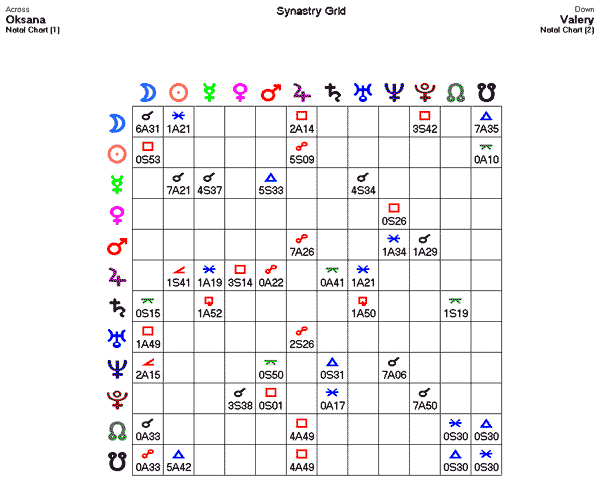 Across
Oksana
Natal Chart (1)
Synastry Grid
Down
Valery
Natal Chart (2)
6A31 1A21 2A14 3S42 7A35
0S53 5S09 0A10
7A21 4S37 5S33 4S34
0S26
7A26 1A34 1A29
1S41 1A19 3S14 0A22 0A41 1A21
0S15 1A52 1A50 1S19
1A49 2S26
2A15 0S50 0S31 7A06
3S38 0S01 0A17 7A50
0A33 4A49 0S30 0S30
0A33 5A42 4A49 0S30 0S30